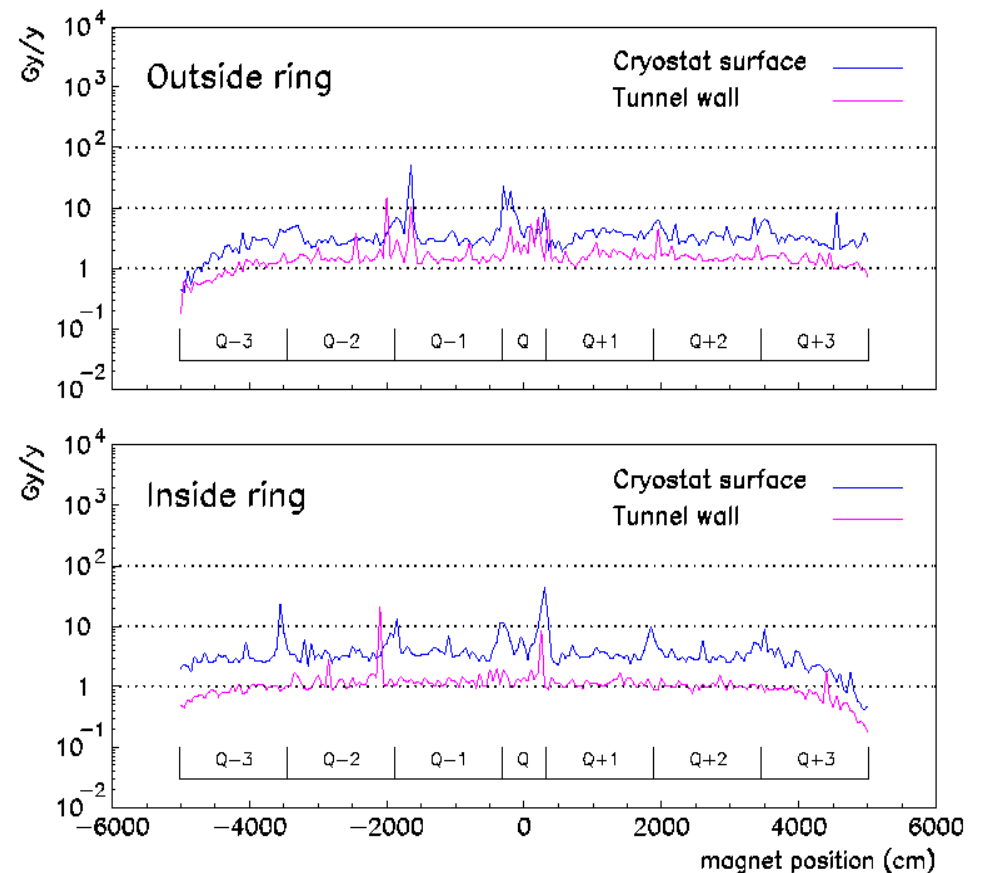 Gy/y
10^4
10^3
10^2
10
1
10^-1
10^-2
Outside ring
Cryostat surface
Tunnel wall
Q-3 Q-2 Q-1 Q Q+1 Q+2 Q+3
Gy/y
10^4
10^3
10^2
10
1
10^-1
10^-2
Inside ring
Cryostat surface
Tunnel wall
Q-3 Q-2 Q-1 Q Q+1 Q+2 Q+3
-6000 -4000 -2000 0 2000 4000 6000
magnet position (cm)